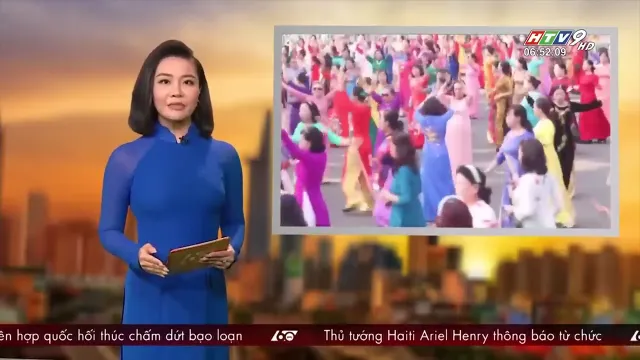 HTV9 HD
06:52:09
ên hợp quốc hối thúc chấm dứt bạo loạn 60 Thủ tướng Haiti Ariel Henry thông báo từ chức